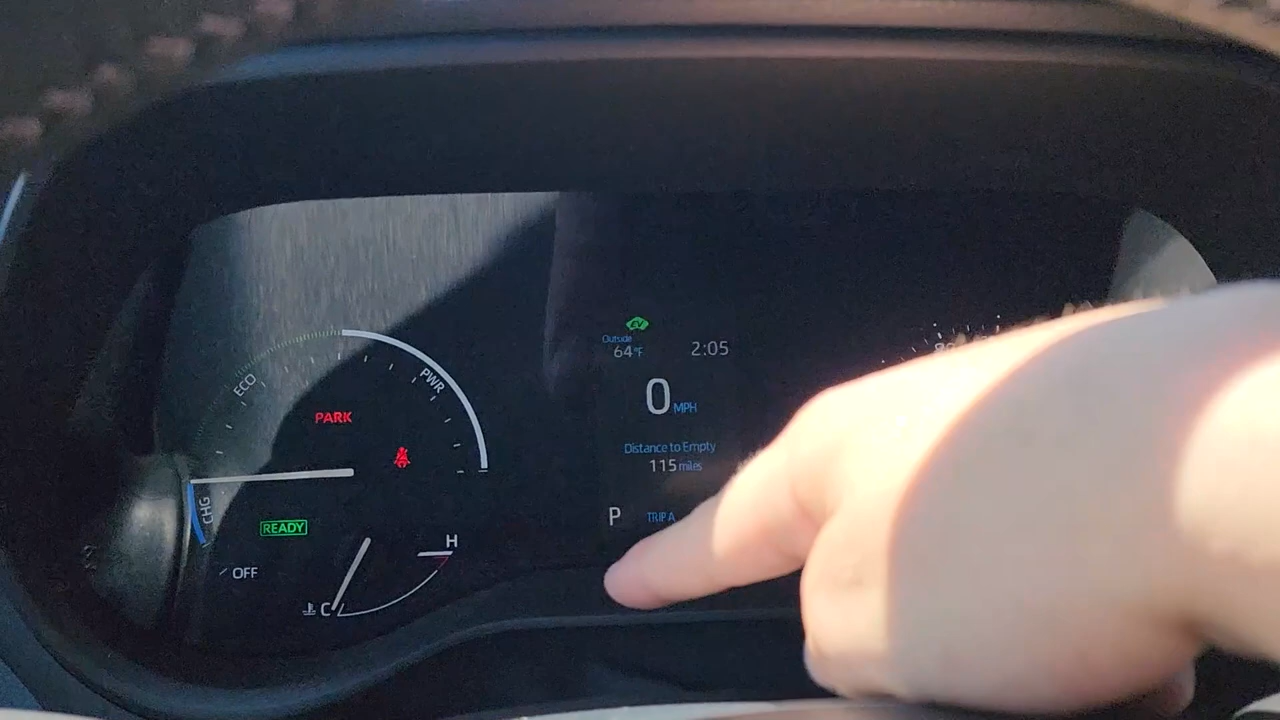 EV
Outside
64°F
2:05
ECO
PWR
0 MPH
PARK
Distance to Empty
115 miles
CHG
P
TRIP A
READY
H
OFF
C